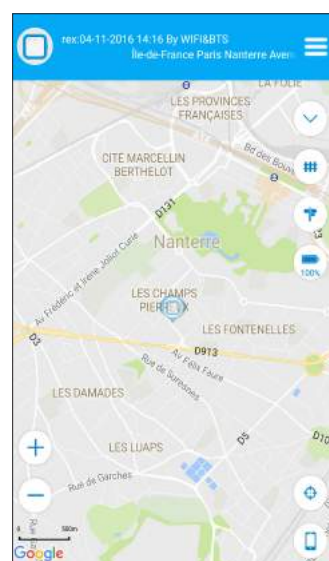 rex:04-11-2016 14:16 By WIFI&BTS
Île-de-France Paris Nanterre Aven
LA FOLIE
LES PROVINCES
FRANÇAISES
Bd des Bouv
CITÉ MARCELLIN
BERTHELOT
D131
Nanterre
100%
Av Frédéric et Irène Joliot Curie
LES CHAMPS
PIERREUX
LES FONTENELLES
D3
D913
Av Félix Faure
Rue de Suresnes
LES DAMADES
D5
D10
LES LUAPS
Rue de Garches
0 500m
Google